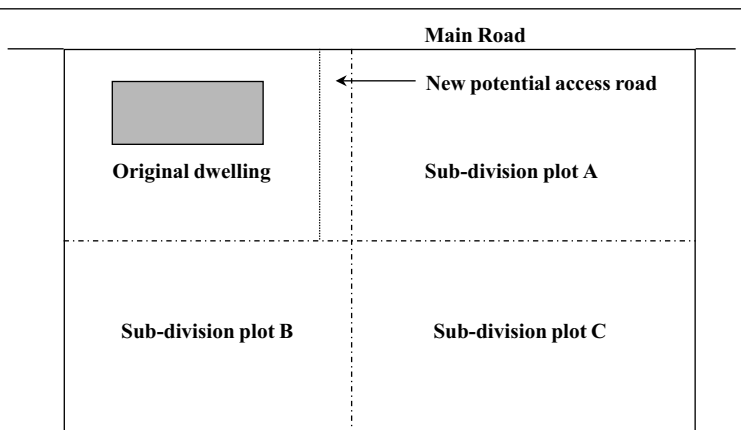 Main Road
New potential access road
Original dwelling
Sub-division plot A
Sub-division plot B
Sub-division plot C